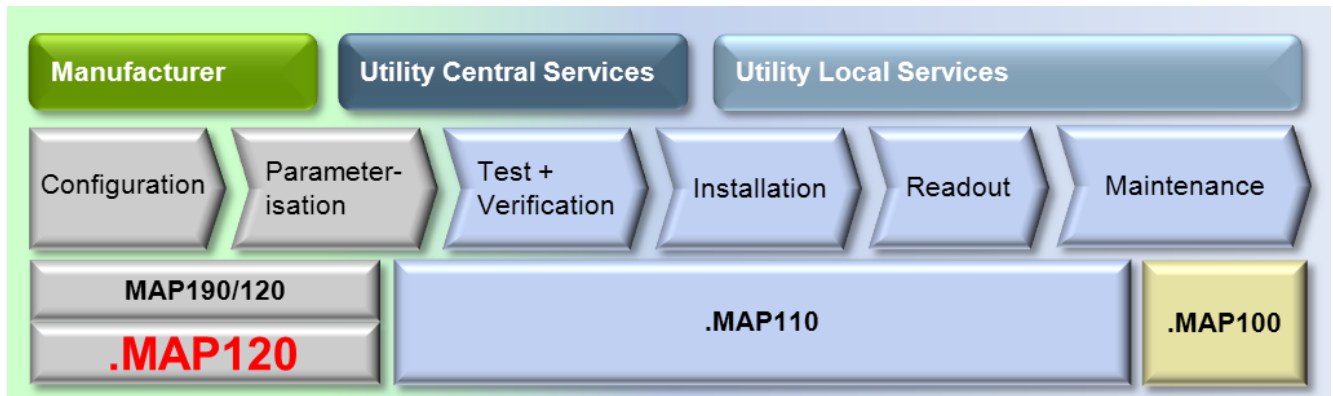 Manufacturer
Utility Central Services
Utility Local Services
Configuration
Parameter-
isation
Test +
Verification
Installation
Readout
Maintenance
MAP190/120
.MAP120
.MAP110
.MAP100